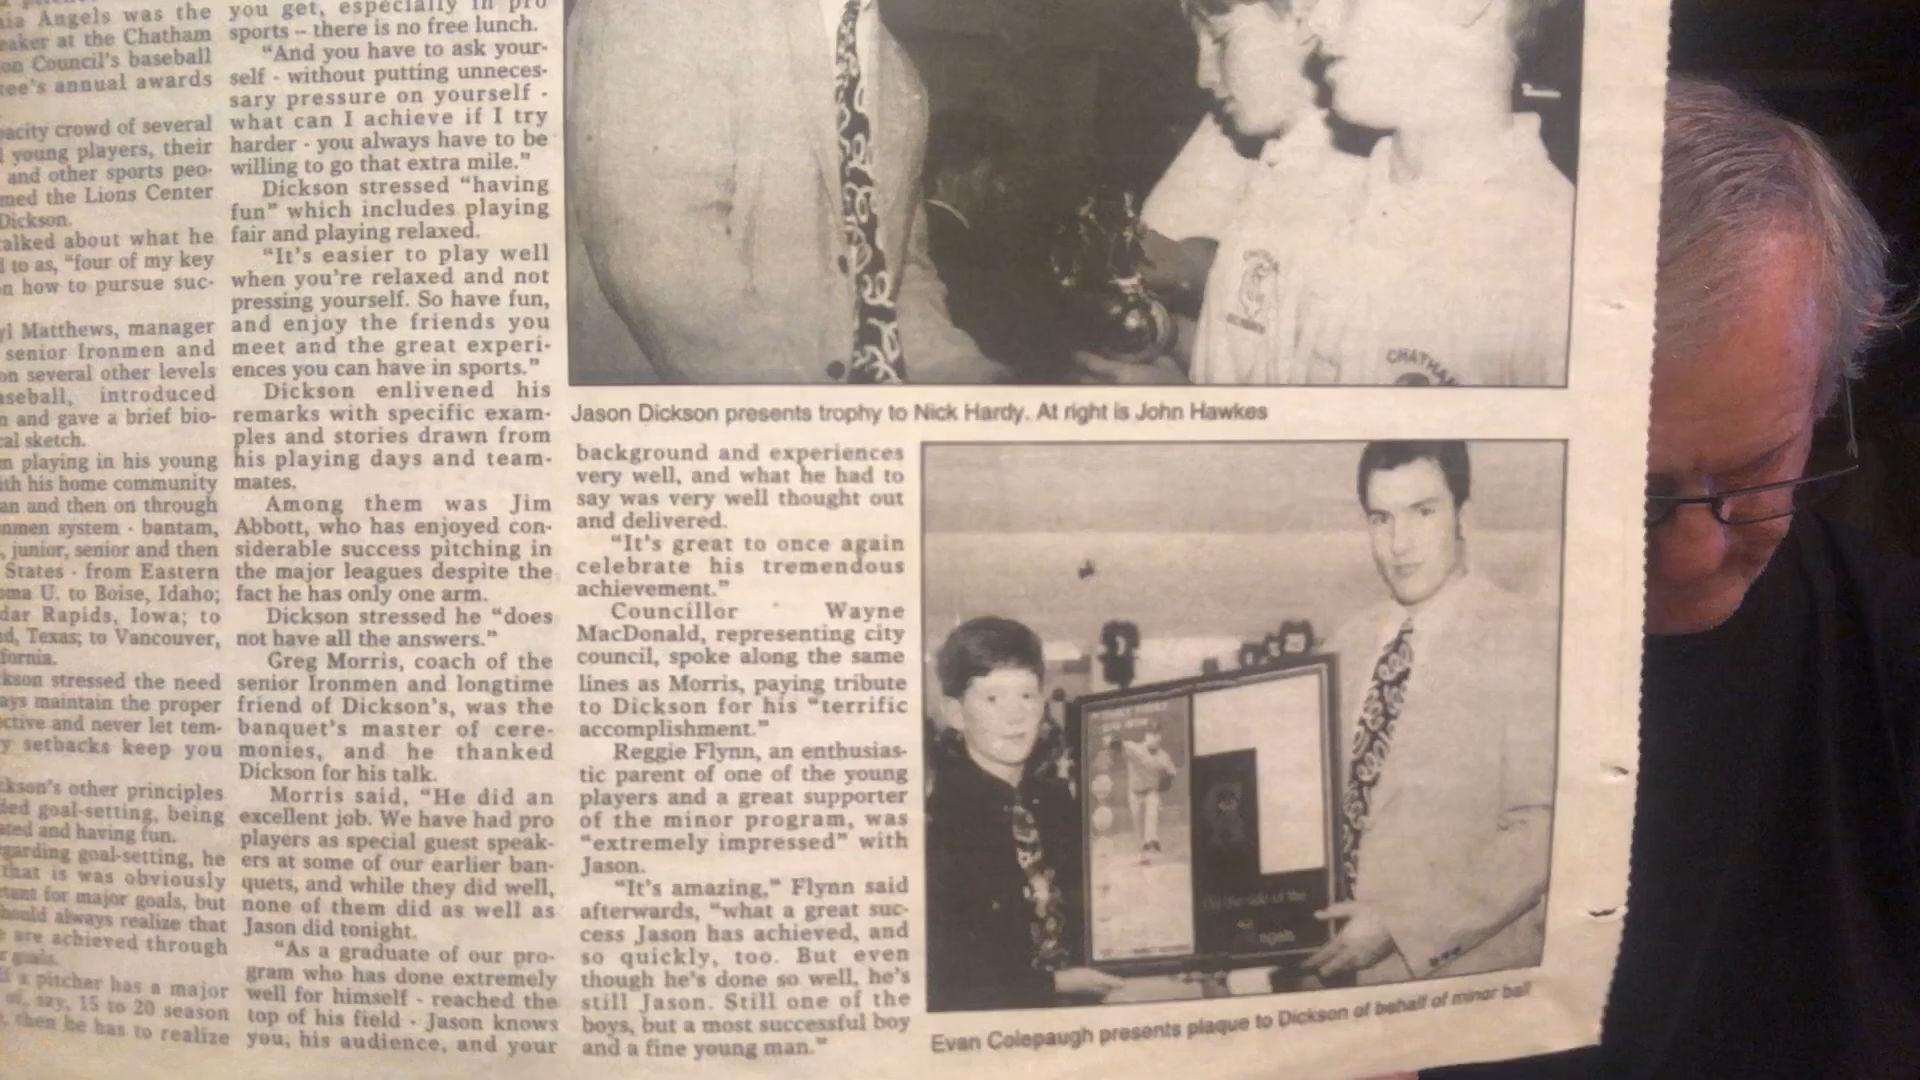 Angels was the
at the Chatham
Council's baseball
annual awards
crowd of several
young players, their
and other sports peo-
the Lions Center
Dickson.
about what he
to as, "four of my key
how to pursue suc-
Matthews, manager
senior Ironmen and
on several other levels
introduced
and gave a brief bio-
sketch.
playing in his young
his home community
and then on through
system - bantam,
junior, senior and then
States - from Eastern
U. to Boise, Idaho;
Rapids, Iowa; to
Texas; to Vancouver,
stressed the need
maintain the proper
and never let tem-
setbacks keep you
other principles
goal-setting, being
and having fun.
goal-setting, he
that is was obviously
for major goals, but
should always realize that
are achieved through
goals.
a pitcher has a major
say, 15 to 20 season
then he has to realize
you get, especially in pro
sports -- there is no free lunch.
"And you have to ask your-
self - without putting unneces-
sary pressure on yourself -
what can I achieve if I try
harder - you always have to be
willing to go that extra mile."
Dickson stressed "having
fun" which includes playing
fair and playing relaxed.
"It's easier to play well
when you're relaxed and not
pressing yourself. So have fun,
and enjoy the friends you
meet and the great experi-
ences you can have in sports."
Dickson enlivened his
remarks with specific exam-
ples and stories drawn from
his playing days and team-
mates.
Among them was Jim
Abbott, who has enjoyed con-
siderable success pitching in
the major leagues despite the
fact he has only one arm.
Dickson stressed he "does
not have all the answers."
Greg Morris, coach of the
senior Ironmen and longtime
friend of Dickson's, was the
banquet's master of cere-
monies, and he thanked
Dickson for his talk.
Morris said, "He did an
excellent job. We have had pro
players as special guest speak-
ers at some of our earlier ban-
quets, and while they did well,
none of them did as well as
Jason did tonight.
"As a graduate of our pro-
gram who has done extremely
well for himself - reached the
top of his field - Jason knows
you, his audience, and your
CHATHAM
Jason Dickson presents trophy to Nick Hardy. At right is John Hawkes
background and experiences
very well, and what he had to
say was very well thought out
and delivered.
"It's great to once again
celebrate his tremendous
achievement."
Councillor Wayne
MacDonald, representing city
council, spoke along the same
lines as Morris, paying tribute
to Dickson for his "terrific
accomplishment."
Reggie Flynn, an enthusias-
tic parent of one of the young
players and a great supporter
of the minor program, was
"extremely impressed" with
Jason.
"It's amazing," Flynn said
afterwards, "what a great suc-
cess Jason has achieved, and
so quickly, too. But even
though he's done so well, he's
still Jason. Still one of the
boys, but a most successful boy
and a fine young man."
On the side of the
Evan Colepaugh presents plaque to Dickson of behalf of minor ball